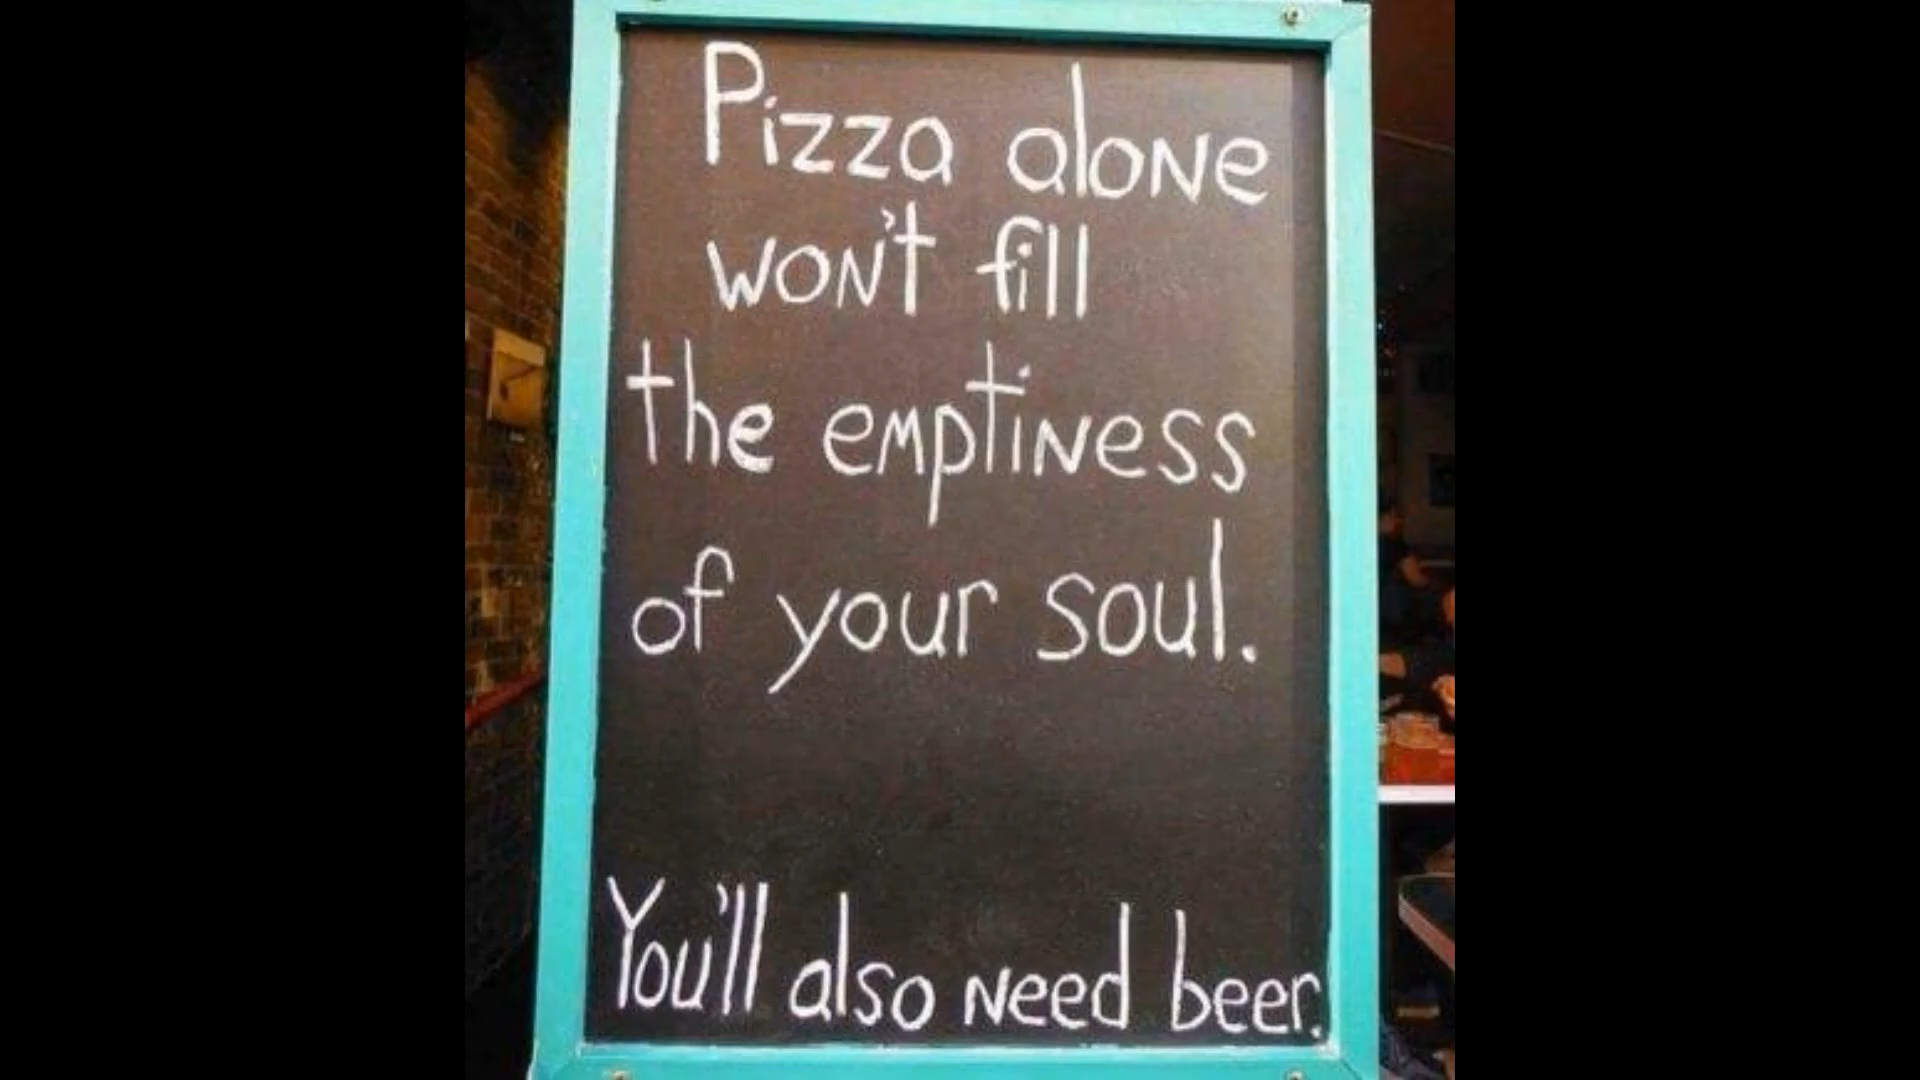 Pizza alone
won't fill
the emptiness
of your soul.
You'll also need beer.